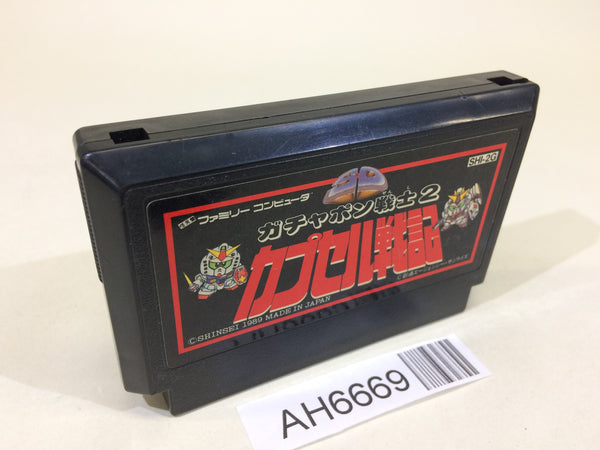 SHI-2G
ファミリー コンピュータ
SD
ガチャポン戦士2
カプセル戦記
©SHINSEI 1989 MADE IN JAPAN
AH6669